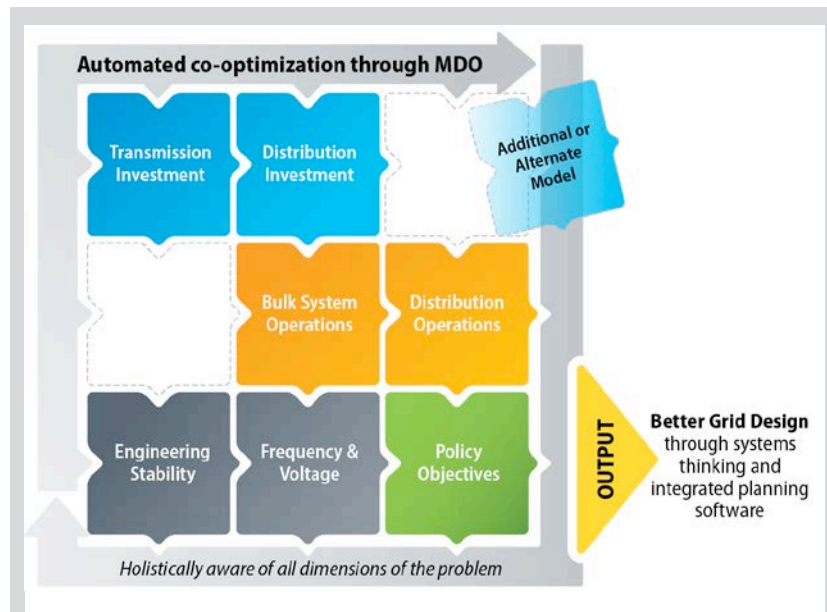 Automated co-optimization through MDO
Transmission
Investment
Distribution
Investment
Additional or
Alternate
Model
Bulk System
Operations
Distribution
Operations
Engineering
Stability
Frequency &
Voltage
Policy
Objectives
OUTPUT
Better Grid Design
through systems
thinking and
integrated planning
software
Holistically aware of all dimensions of the problem